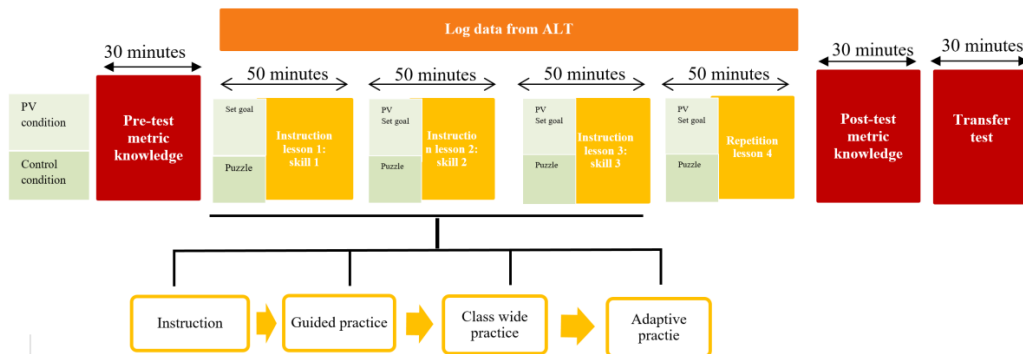 Log data from ALT
30 minutes
50 minutes
50 minutes
50 minutes
50 minutes
30 minutes
30 minutes
PV
condition
Control
condition
Pre-test
metric
knowledge
Set goal
Puzzle
Instruction
lesson 1:
skill 1
PV
Set goal
Puzzle
Instructio
n lesson 2:
skill 2
PV
Set goal
Puzzle
Instruction
lesson 3:
skill 3
PV
Set goal
Puzzle
Repetition
lesson 4
Post-test
metric
knowledge
Transfer
test
Instruction
Guided practice
Class wide
practice
Adaptive
practie